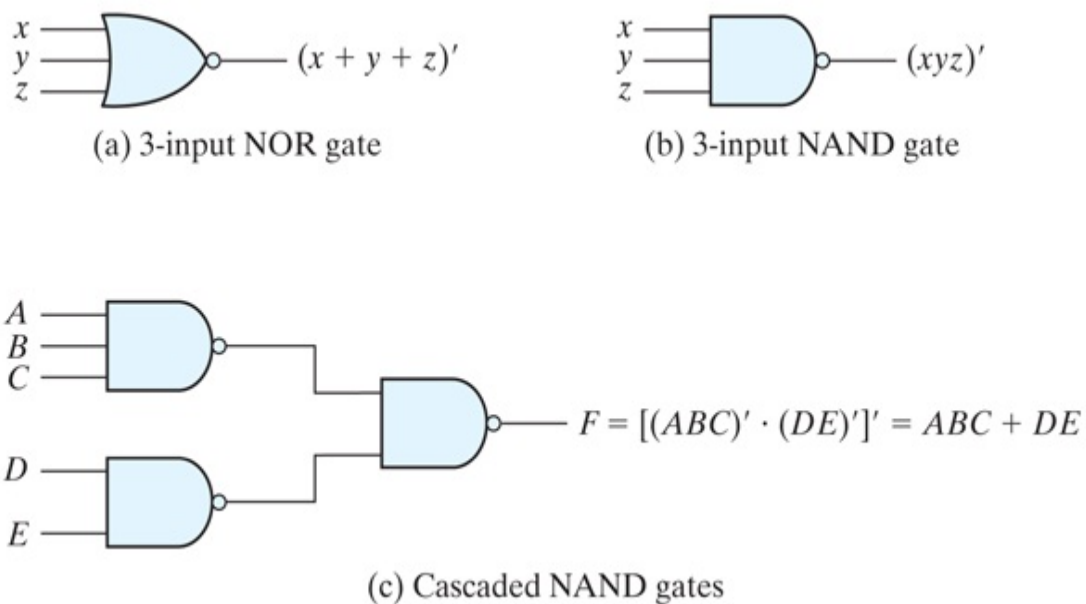 x
y
z
(x + y + z)′
(a) 3-input NOR gate
x
y
z
(xyz)′
(b) 3-input NAND gate
A
B
C
D
E
F = [(ABC)′ · (DE)′]′ = ABC + DE
(c) Cascaded NAND gates